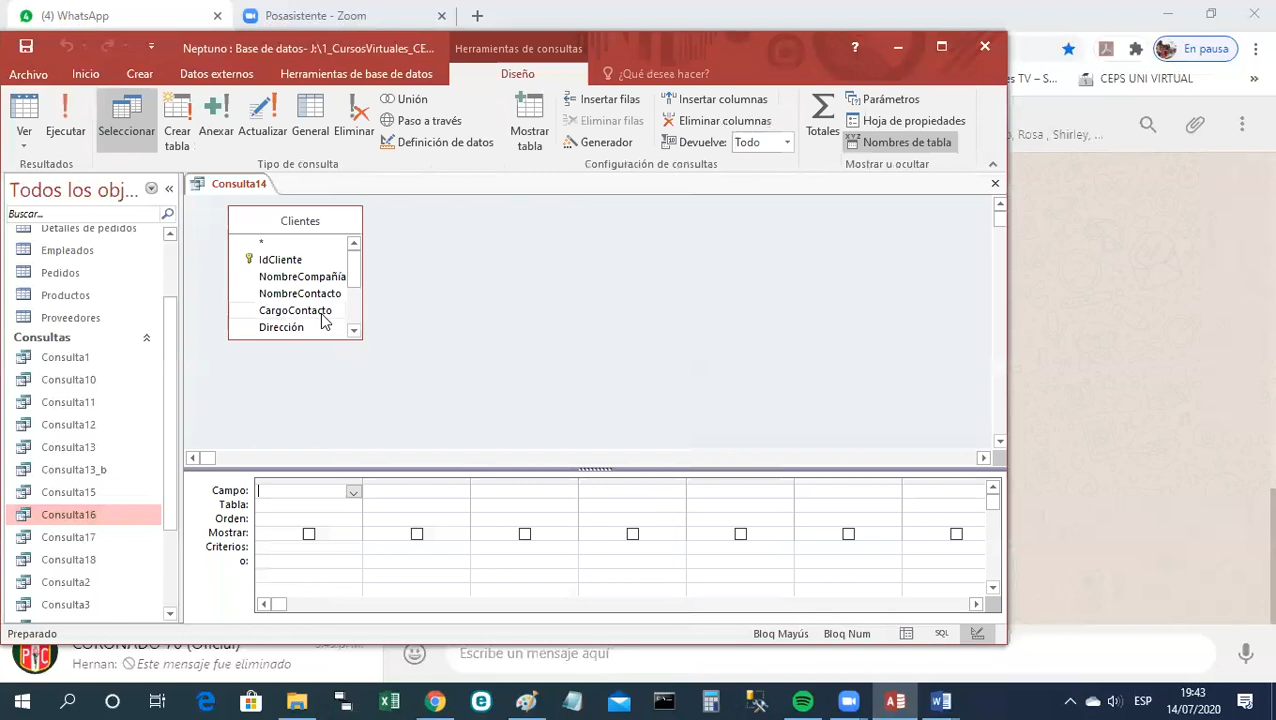 (4) WhatsApp
Posasistente - Zoom
Neptuno : Base de datos- J:\1_CursosVirtuales_CE...
Herramientas de consultas
?
En pausa
Archivo
Inicio
Crear
Datos externos
Herramientas de base de datos
Diseño
¿Qué desea hacer?
es TV – S...
CEPS UNI VIRTUAL
Ver
Ejecutar
Seleccionar
Crear tabla
Anexar
Actualizar
General
Eliminar
Unión
Pase a través
Definición de datos
Mostrar tabla
Insertar filas
Eliminar filas
Generador
Insertar columnas
Eliminar columnas
Devuelve: Todo
Totales
Parámetros
Hoja de propiedades
Nombres de tabla
, Rosa , Shirley, ...
Resultados
Tipo de consulta
Configuración de consultas
Mostrar u ocultar
Todos los obj...
Buscar...
Detalles de pedidos
Empleados
Pedidos
Productos
Proveedores
Consultas
Consulta1
Consulta10
Consulta11
Consulta12
Consulta13
Consulta13_b
Consulta15
Consulta16
Consulta17
Consulta18
Consulta2
Consulta3
Consulta14
Clientes
*
IdCliente
NombreCompañía
NombreContacto
CargoContacto
Dirección
Campo:
Tabla:
Orden:
Mostrar:
Criterios:
o:
Preparado
Bloq Mayús
Bloq Num
SQL
CORONADO 70 (Oficial)
Hernan: Este mensaje fue eliminado
Escribe un mensaje aquí
ESP
19:43
14/07/2020